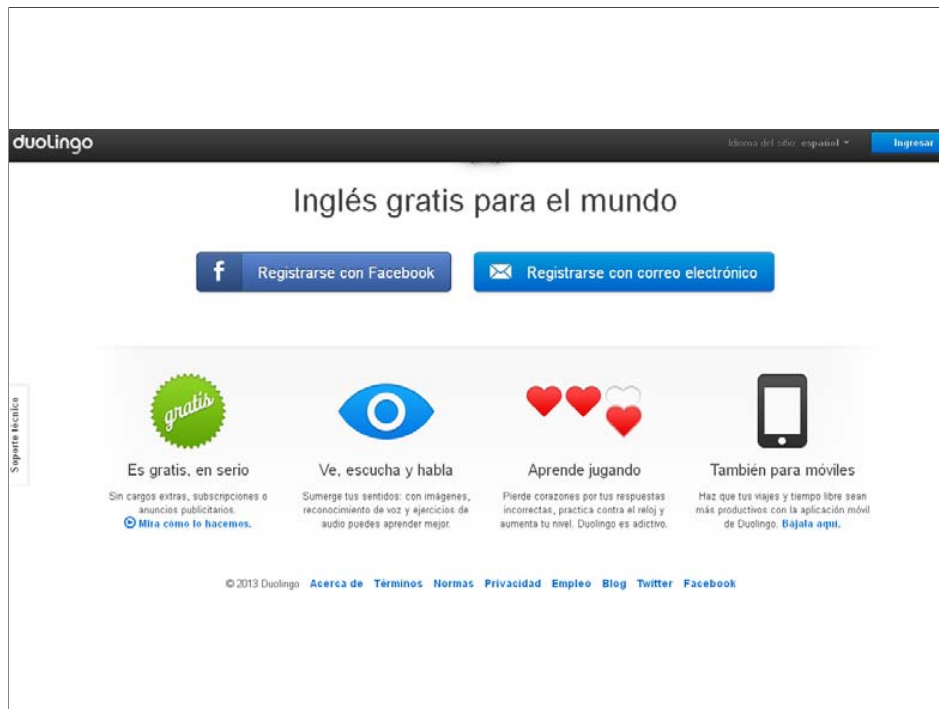 duolingo
Idioma del sitio: español
Ingresar
Inglés gratis para el mundo
f Registrarse con Facebook
Registrarse con correo electrónico
Soporte técnico
gratis
Es gratis, en serio
Sin cargos extras, subscripciones o
anuncios publicitarios.
Mira cómo lo hacemos.
Ve, escucha y habla
Sumerge tus sentidos: con imágenes,
reconocimiento de voz y ejercicios de
audio puedes aprender mejor.
Aprende jugando
Pierde corazones por tus respuestas
incorrectas, practica contra el reloj y
aumenta tu nivel. Duolingo es adictivo.
También para móviles
Haz que tus viajes y tiempo libre sean
más productivos con la aplicación móvil
de Duolingo. Bájala aquí.
© 2013 Duolingo Acerca de Términos Normas Privacidad Empleo Blog Twitter Facebook